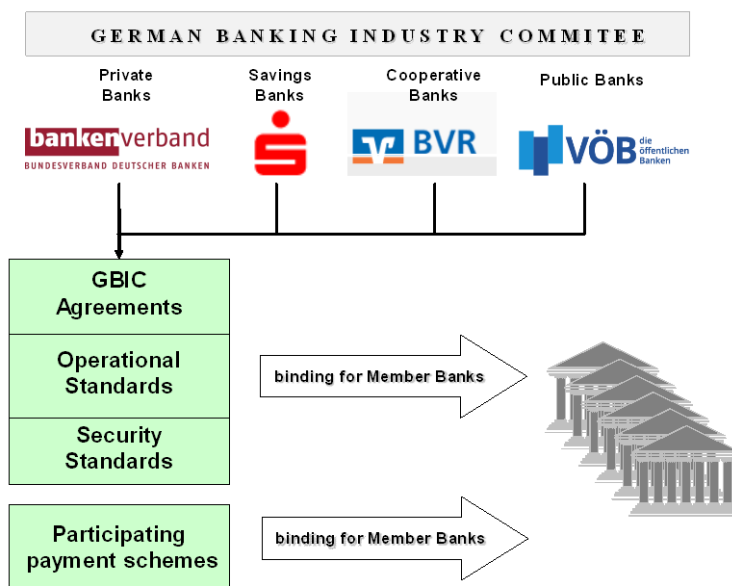 GERMAN BANKING INDUSTRY COMMITEE
Private
Banks
Savings
Banks
Cooperative
Banks
Public Banks
bankenverband
BUNDESVERBAND DEUTSCHER BANKEN
BVR
VÖB
die
öffentlichen
Banken
GBIC
Agreements
Operational
Standards
binding for Member Banks
Security
Standards
Participating
payment schemes
binding for Member Banks